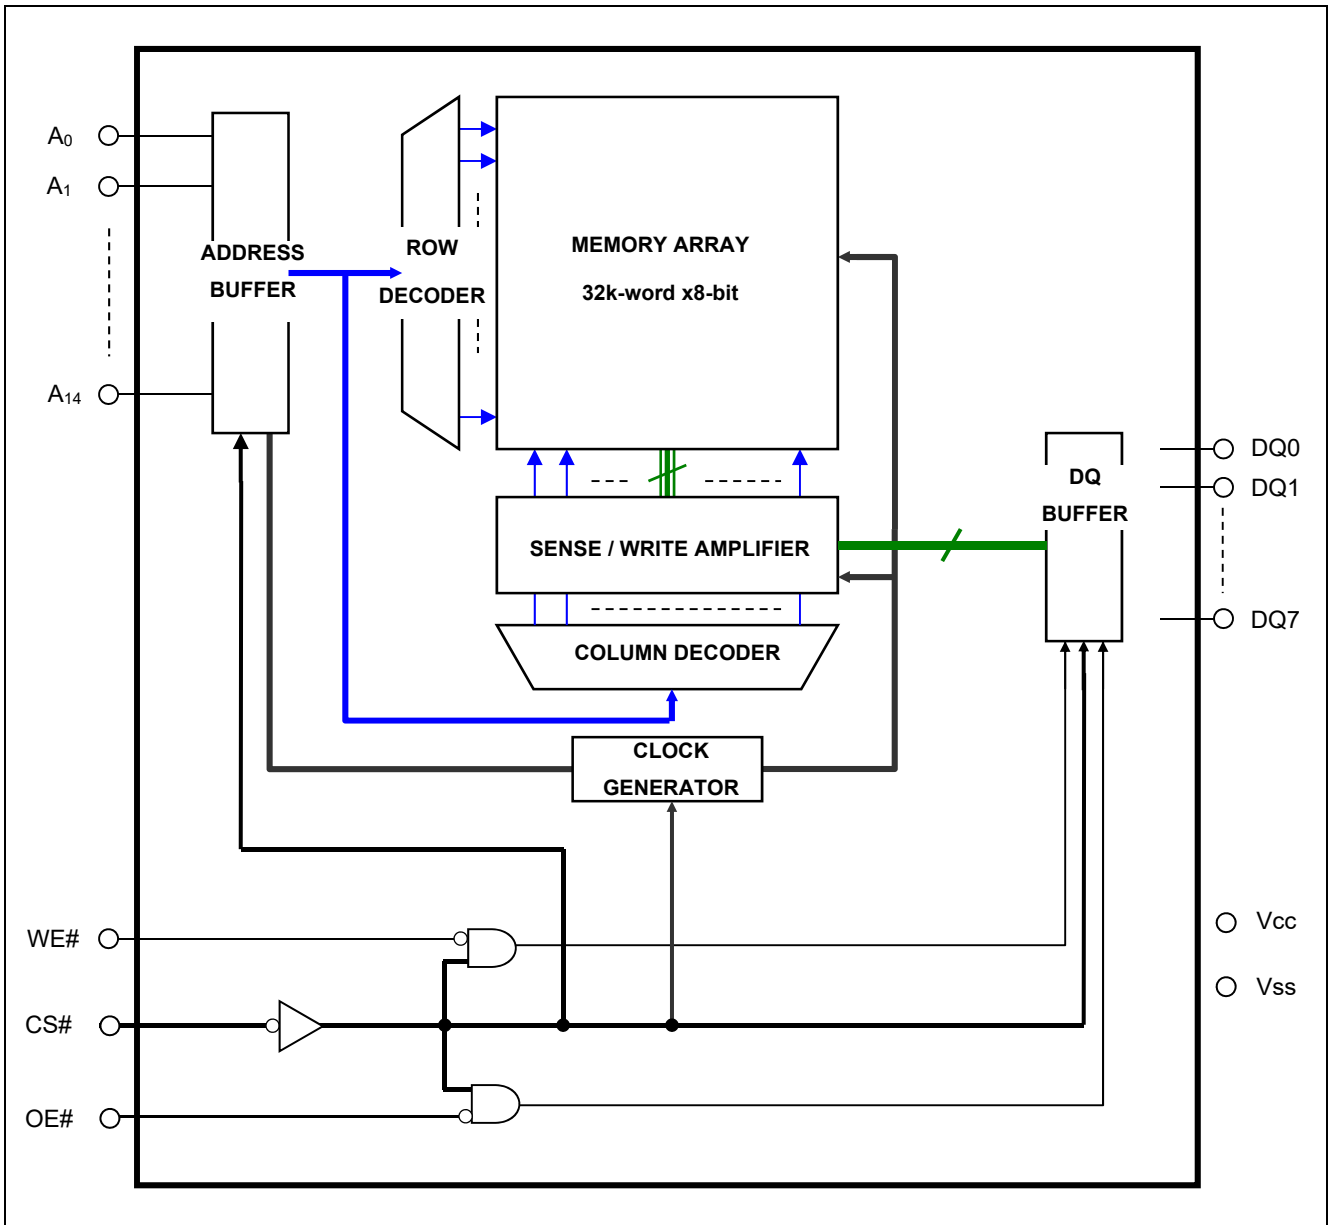 A0
A1
A14
ADDRESS
BUFFER
ROW
DECODER
MEMORY ARRAY
32k-word x8-bit
SENSE / WRITE AMPLIFIER
COLUMN DECODER
CLOCK
GENERATOR
DQ
BUFFER
DQ0
DQ1
DQ7
WE#
CS#
OE#
Vcc
Vss